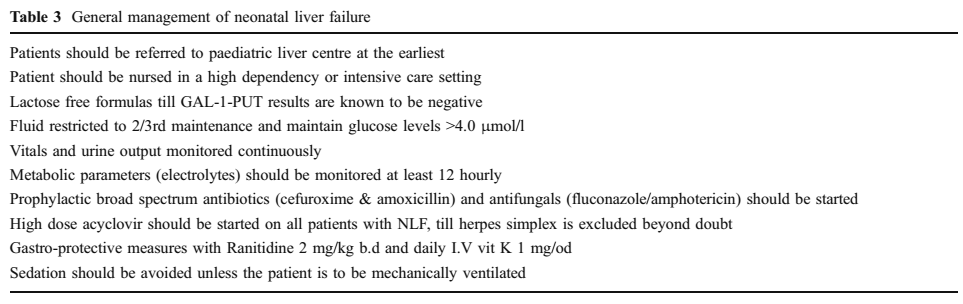 Table 3 General management of neonatal liver failure
Patients should be referred to paediatric liver centre at the earliest
Patient should be nursed in a high dependency or intensive care setting
Lactose free formulas till GAL-1-PUT results are known to be negative
Fluid restricted to 2/3rd maintenance and maintain glucose levels >4.0 μmol/l
Vitals and urine output monitored continuously
Metabolic parameters (electrolytes) should be monitored at least 12 hourly
Prophylactic broad spectrum antibiotics (cefuroxime & amoxicillin) and antifungals (fluconazole/amphotericin) should be started
High dose acyclovir should be started on all patients with NLF, till herpes simplex is excluded beyond doubt
Gastro-protective measures with Ranitidine 2 mg/kg b.d and daily I.V vit K 1 mg/od
Sedation should be avoided unless the patient is to be mechanically ventilated